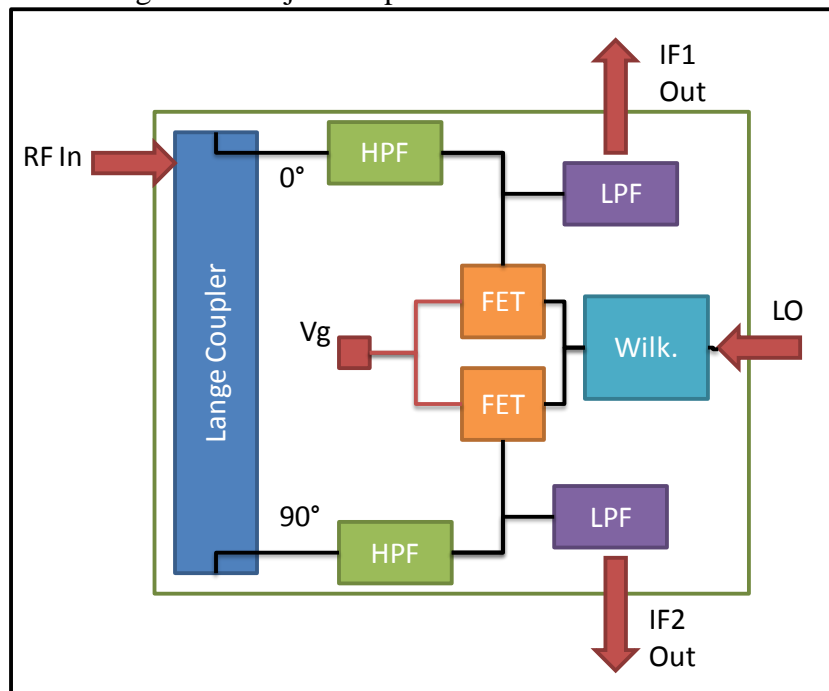 IF1
Out
RF In
HPF
0°
LPF
Lange Coupler
FET
Vg
LO
Wilk.
FET
90°
LPF
HPF
IF2
Out